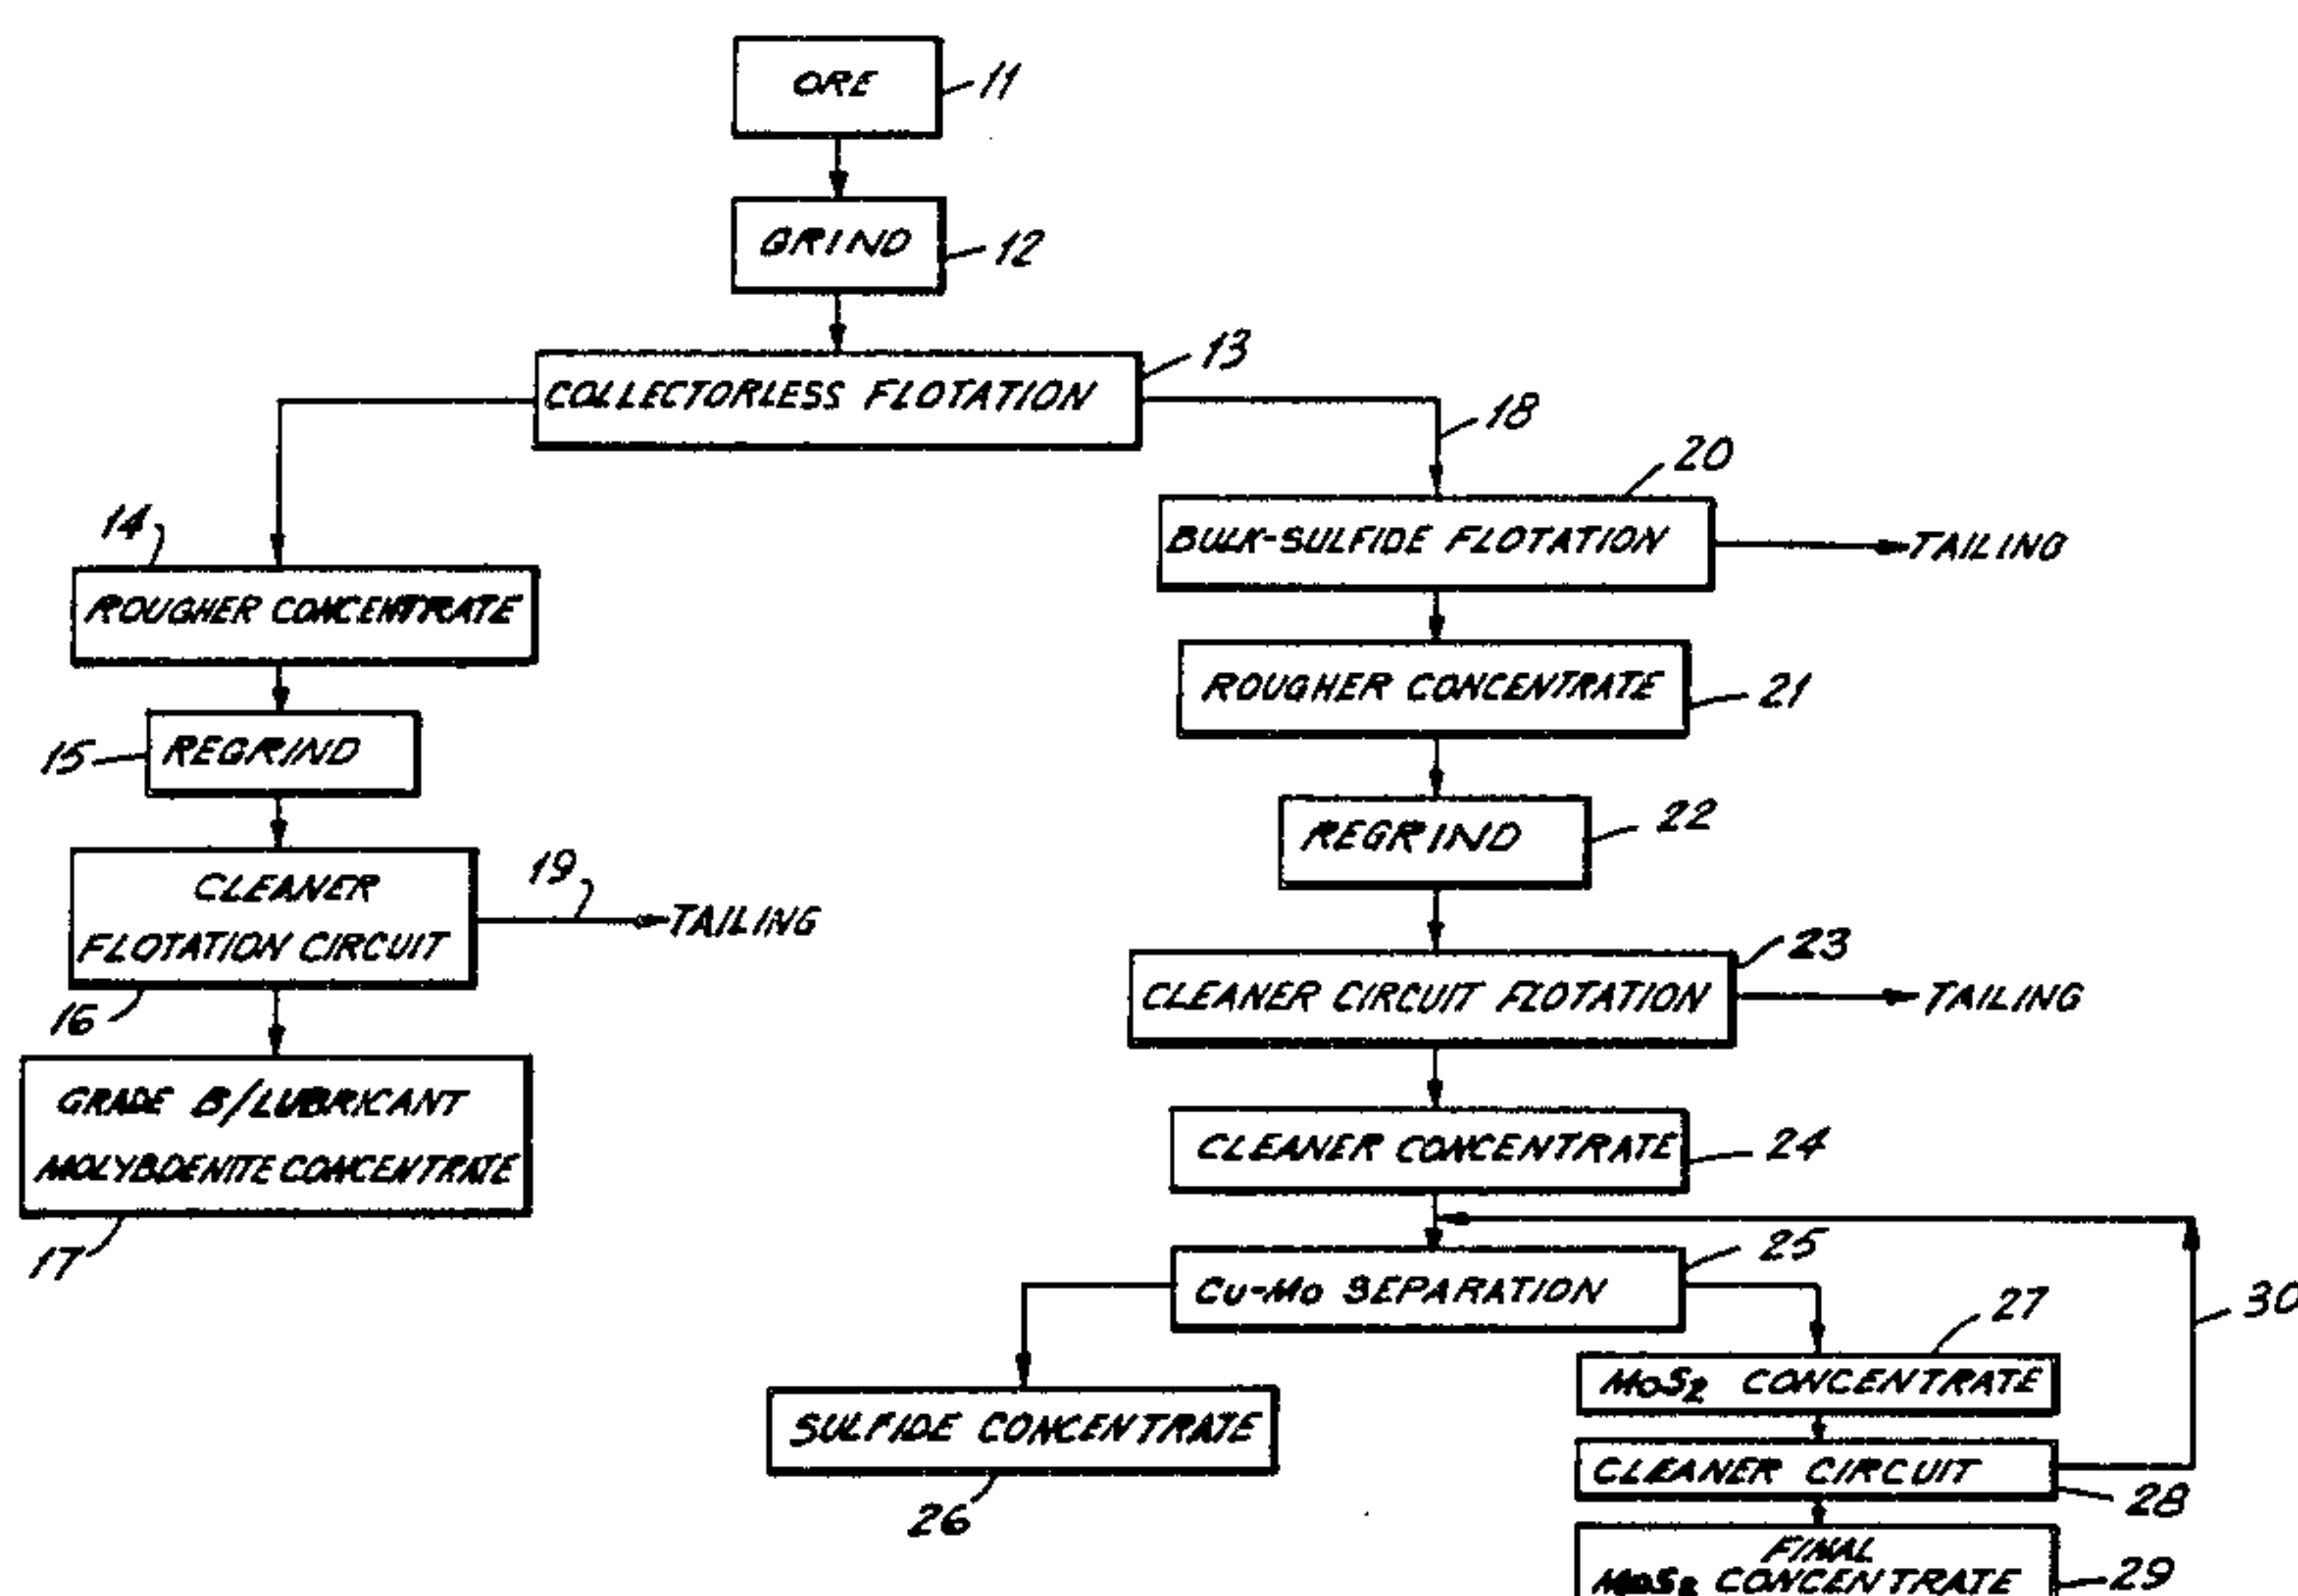 ORE
11
GRIND
12
COLLECTORLESS FLOTATION
13
18
20
BULK-SULFIDE FLOTATION
TAILING
14
ROUGHER CONCENTRATE
ROUGHER CONCENTRATE
21
15
REGRIND
REGRIND
22
CLEANER
FLOTATION CIRCUIT
19
TAILING
16
23
CLEANER CIRCUIT FLOTATION
TAILING
GRADE B/LUBRICANT
MOLYBDENITE CONCENTRATE
17
CLEANER CONCENTRATE
24
25
Cu-Mo SEPARATION
30
27
MoS2 CONCENTRATE
SULFIDE CONCENTRATE
26
CLEANER CIRCUIT
28
FINAL
MoS2 CONCENTRATE
29